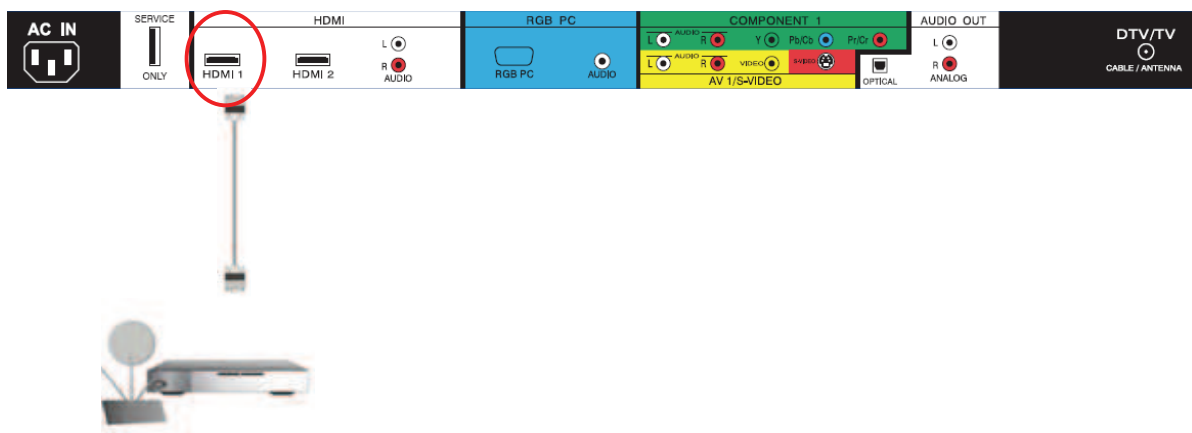 AC IN
SERVICE
ONLY
HDMI
HDMI 1
HDMI 2
L
R
AUDIO
RGB PC
RGB PC
AUDIO
COMPONENT 1
L AUDIO R Y Pb/Cb Pr/Cr
L AUDIO R VIDEO S-VIDEO
AV 1/S-VIDEO
OPTICAL
AUDIO OUT
L
R
ANALOG
DTV/TV
CABLE / ANTENNA